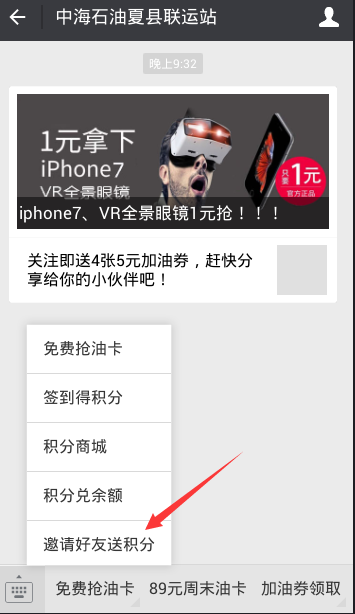 中海石油夏县联运站
晚上9:32
1元拿下
iPhone7
VR全景眼镜
只要1元
官方正品
iphone7、VR全景眼镜1元抢！！！
关注即送4张5元加油券，赶快分
享给你的小伙伴吧！
免费抢油卡
签到得积分
积分商城
积分兑余额
邀请好友送积分
免费抢油卡
89元周末油卡
加油券领取